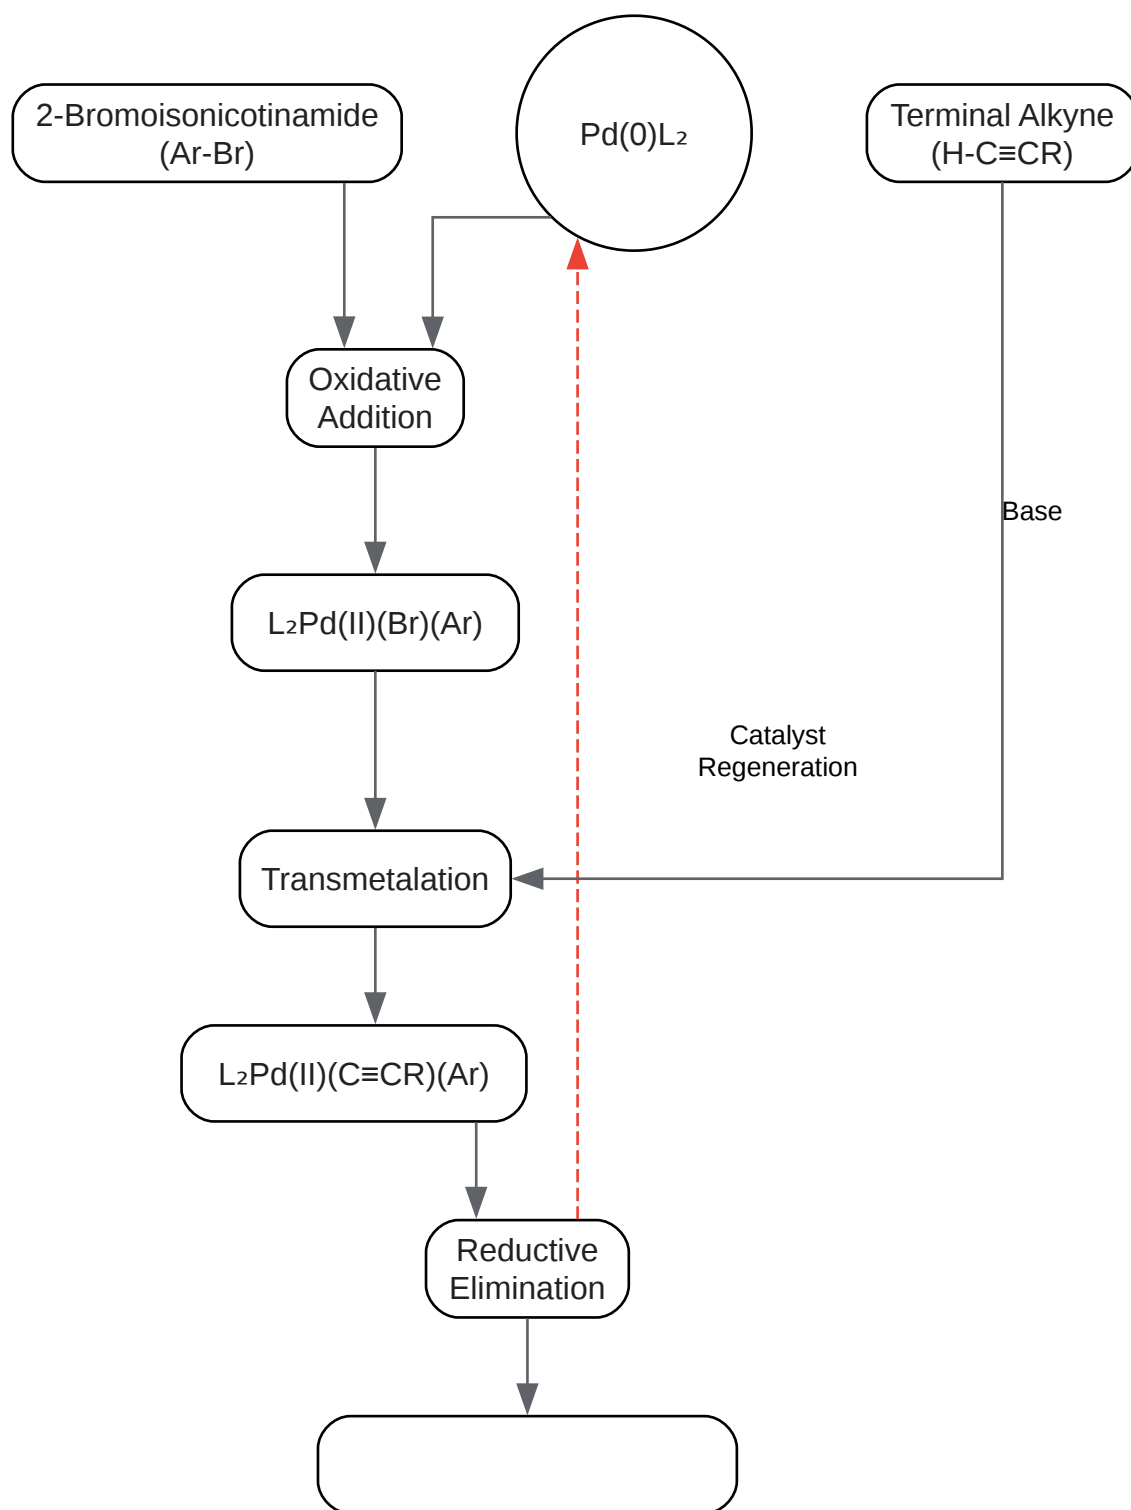 2-Bromoisonicotinamide
(Ar-Br)
Pd(0)L₂
Terminal Alkyne
(H-C≡CR)
Oxidative
Addition
Base
L₂Pd(II)(Br)(Ar)
Catalyst
Regeneration
Transmetalation
L₂Pd(II)(C≡CR)(Ar)
Reductive
Elimination